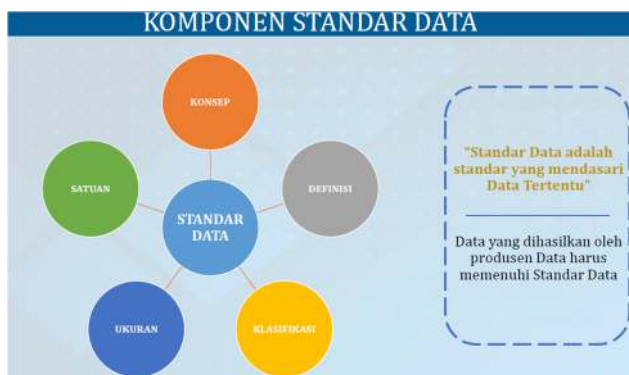 KOMPONEN STANDAR DATA
KONSEP
SATUAN
DEFINISI
STANDAR
DATA
UKURAN
KLASIFIKASI
"Standar Data adalah
standar yang mendasari
Data Tertentu"
Data yang dihasilkan oleh
produsen Data harus
memenuhi Standar Data